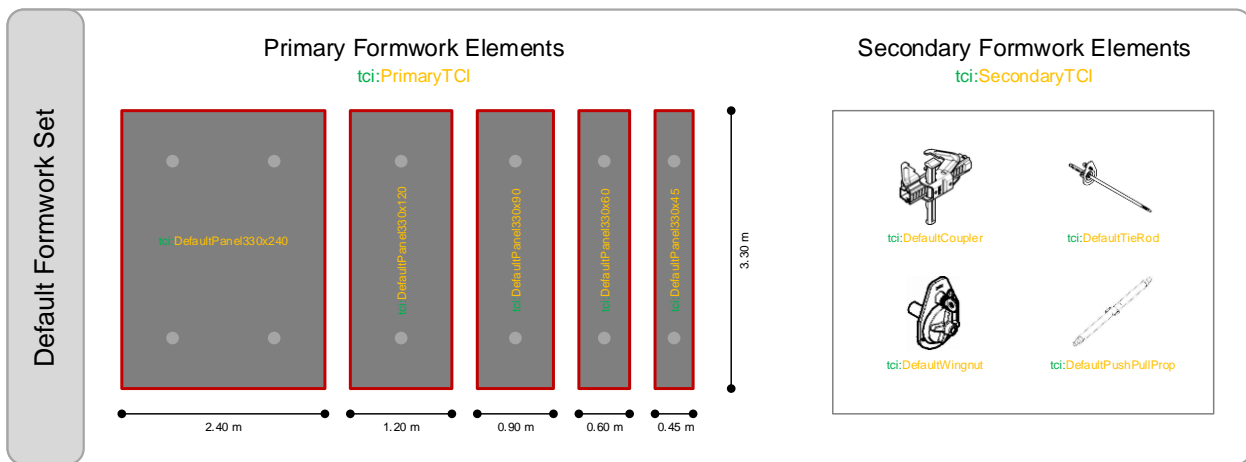 Default Formwork Set
Primary Formwork Elements
tci:PrimaryTCI
tci:DefaultPanel330x240
tci:DefaultPanel330x120
tci:DefaultPanel330x90
tci:DefaultPanel330x60
tci:DefaultPanel330x45
3.30 m
2.40 m
1.20 m
0.90 m
0.60 m
0.45 m
Secondary Formwork Elements
tci:SecondaryTCI
tci:DefaultCoupler
tci:DefaultTieRod
tci:DefaultWingnut
tci:DefaultPushPullProp